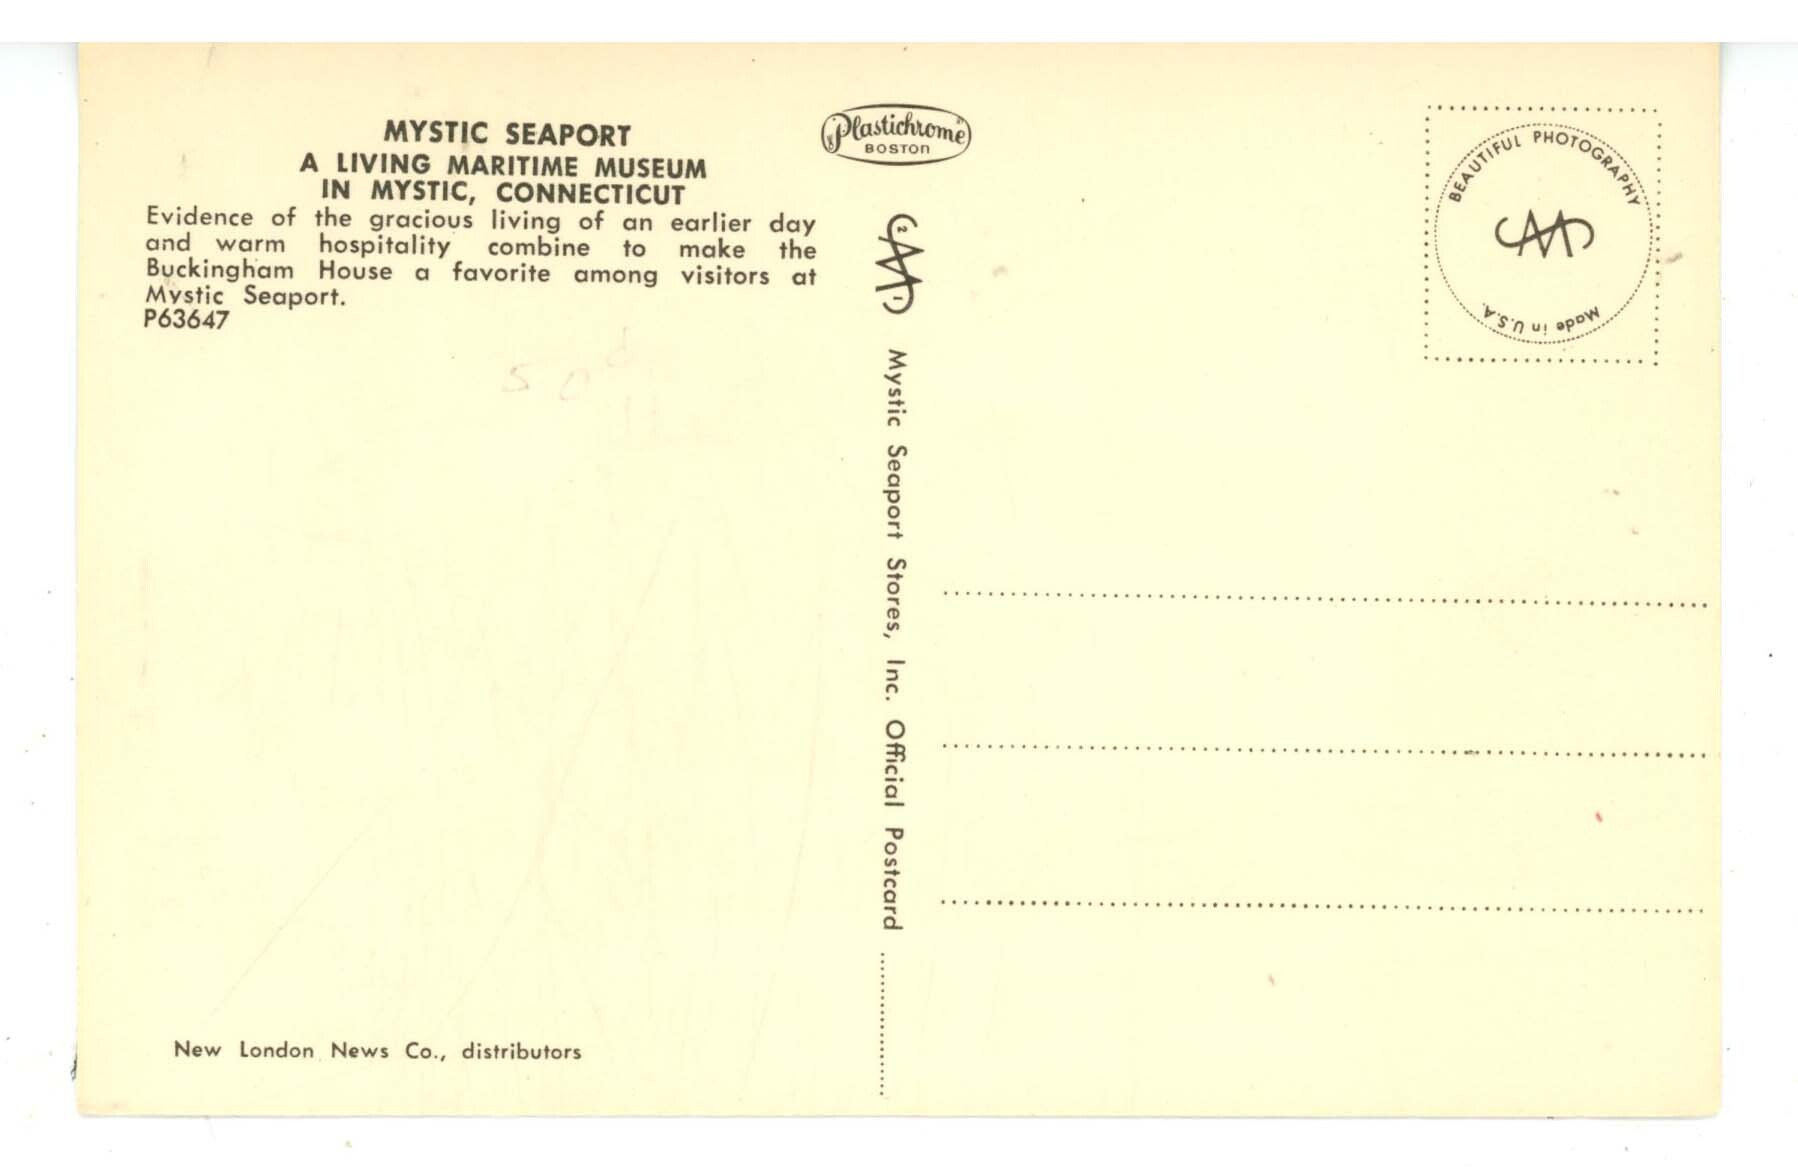 MYSTIC SEAPORT
A LIVING MARITIME MUSEUM
IN MYSTIC, CONNECTICUT
Evidence of the gracious living of an earlier day
and warm hospitality combine to make the
Buckingham House a favorite among visitors at
Mystic Seaport.
P63647
50
New London News Co., distributors
Plastichrome
BOSTON
Mystic Seaport Stores, Inc. Official Postcard
BEAUTIFUL PHOTOGRAPHY
Made in U.S.A.